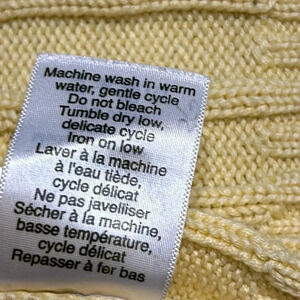 Machine wash in warm
water, gentle cycle
Do not bleach
Tumble dry low,
delicate cycle
Iron on low
Laver à la machine
à l'eau tiède,
cycle délicat
Ne pas javelliser
Sécher à la machine,
basse température,
cycle délicat
Repasser à fer bas